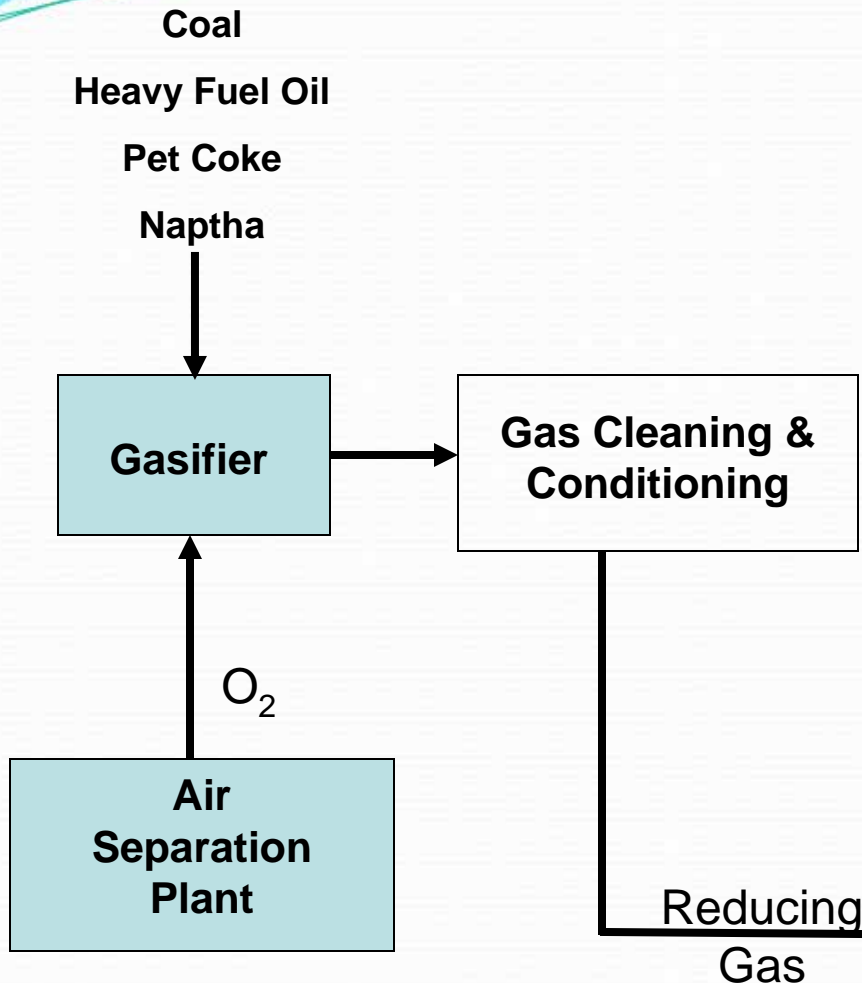 Coal
Heavy Fuel Oil
Pet Coke
Naptha
Gasifier
Gas Cleaning &
Conditioning
O₂
Air
Separation
Plant
Reducing
Gas